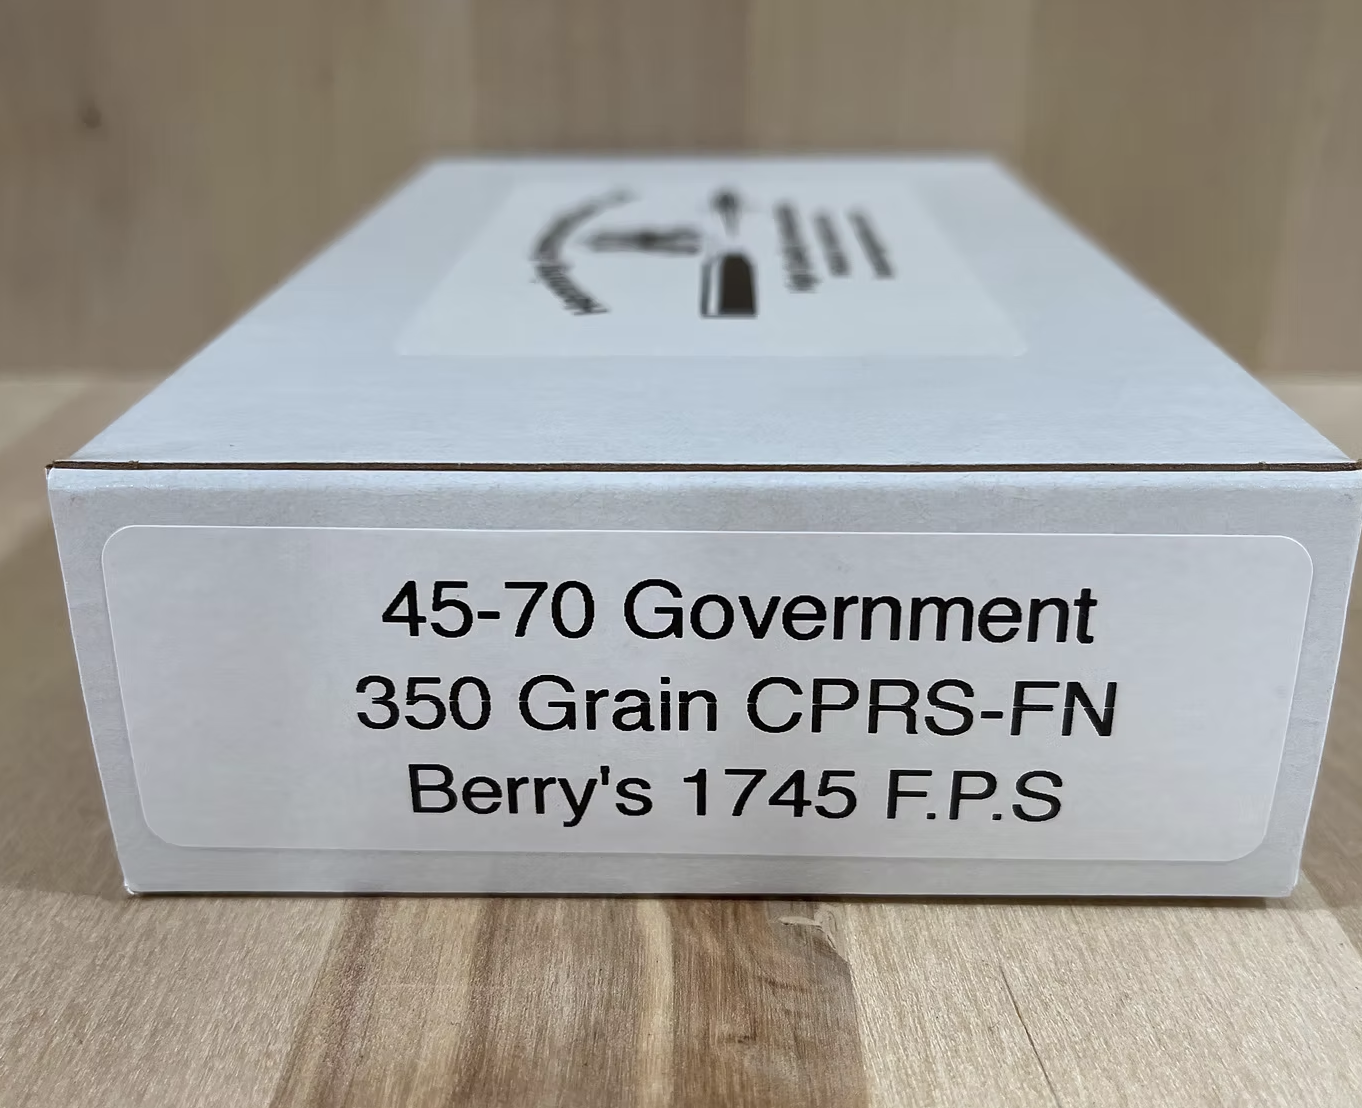 45-70 Government
350 Grain CPRS-FN
Berry's 1745 F.P.S